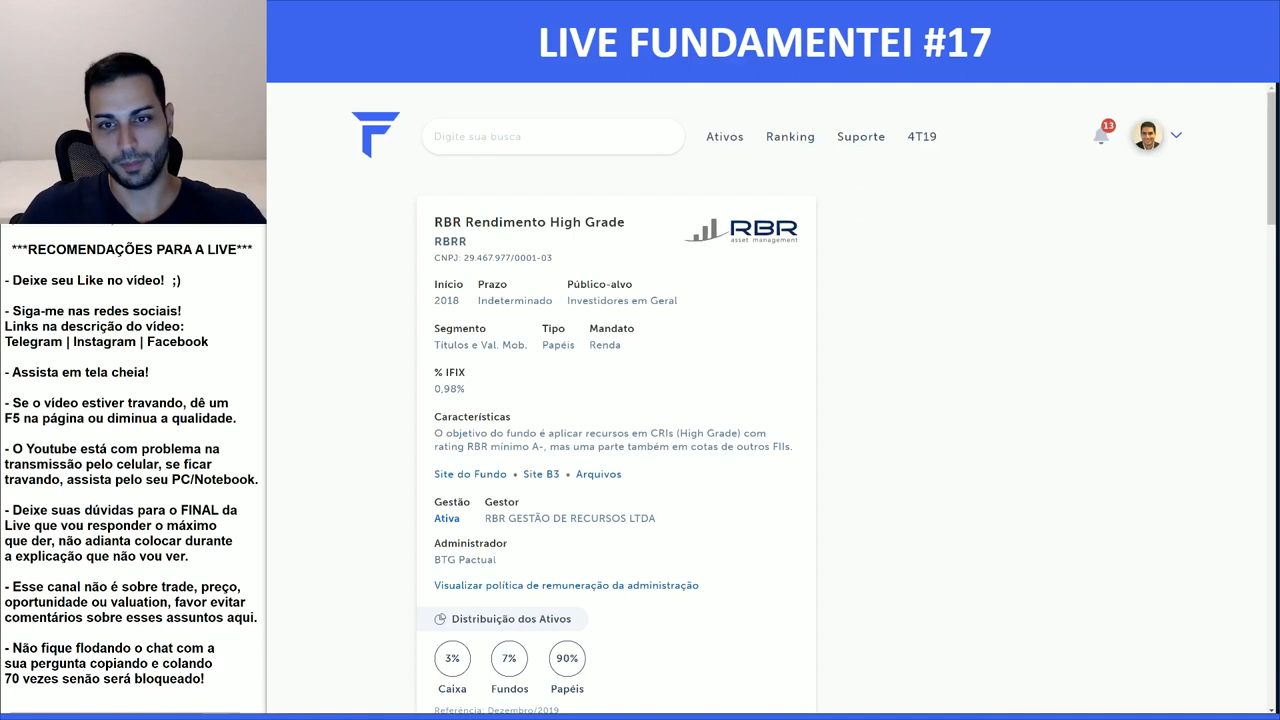 LIVE FUNDAMENTEI #17
Digite sua busca
Ativos
Ranking
Suporte
4T19
13
RBR Rendimento High Grade
RBRR
CNPJ: 29.467.977/0001-03
RBR
asset management
Início Prazo Público-alvo
2018 Indeterminado Investidores em Geral
Segmento Tipo Mandato
Títulos e Val. Mob. Papéis Renda
% IFIX
0,98%
Características
O objetivo do fundo é aplicar recursos em CRIs (High Grade) com
rating RBR mínimo A-, mas uma parte também em cotas de outros FIIs.
Site do Fundo • Site B3 • Arquivos
Gestão Gestor
Ativa RBR GESTÃO DE RECURSOS LTDA
Administrador
BTG Pactual
Visualizar política de remuneração da administração
Distribuição dos Ativos
3% 7% 90%
Caixa Fundos Papéis
Referência: Dezembro/2019
***RECOMENDAÇÕES PARA A LIVE***
- Deixe seu Like no vídeo! ;)
- Siga-me nas redes sociais!
Links na descrição do vídeo:
Telegram | Instagram | Facebook
- Assista em tela cheia!
- Se o vídeo estiver travando, dê um
F5 na página ou diminua a qualidade.
- O Youtube está com problema na
transmissão pelo celular, se ficar
travando, assista pelo seu PC/Notebook.
- Deixe suas dúvidas para o FINAL da
Live que vou responder o máximo
que der, não adianta colocar durante
a explicação que não vou ver.
- Esse canal não é sobre trade, preço,
oportunidade ou valuation, favor evitar
comentários sobre esses assuntos aqui.
- Não fique flodando o chat com a
sua pergunta copiando e colando
70 vezes senão será bloqueado!